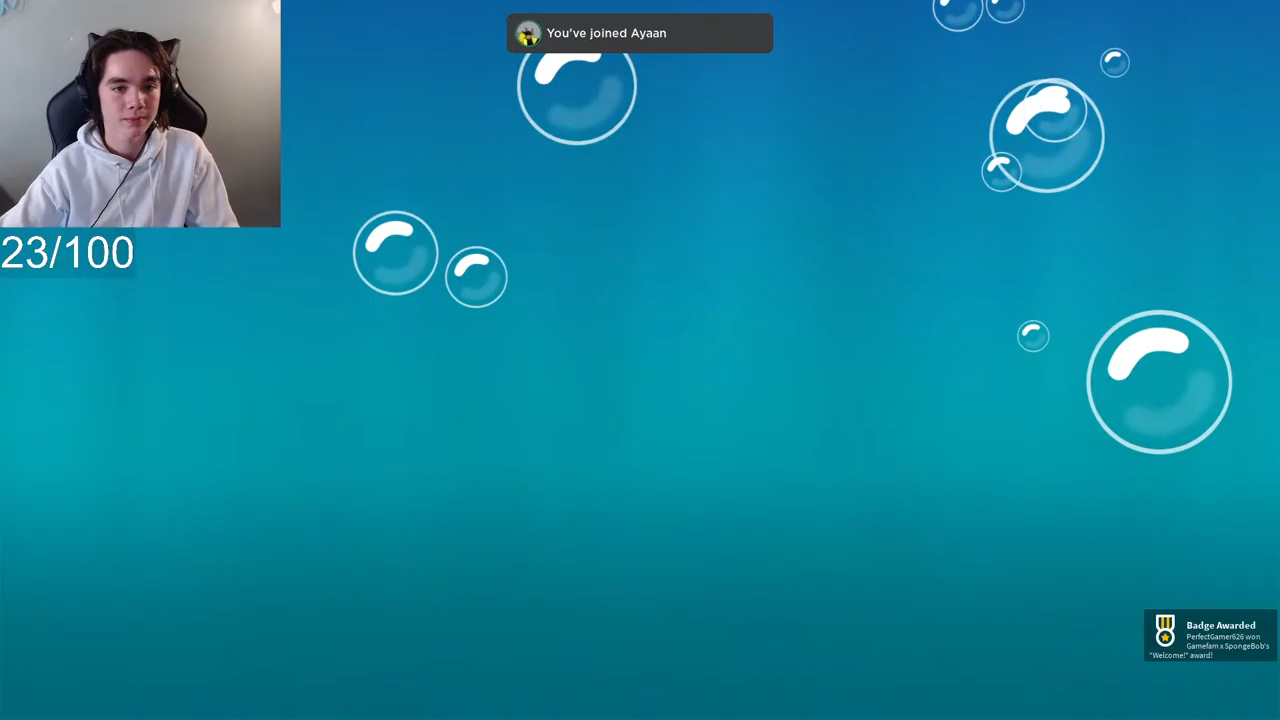 You've joined Ayaan
23/100
Badge Awarded
PerfectGamer626 won
Gamefam x SpongeBob's
"Welcome!" award!